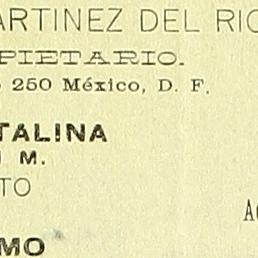 ARTINEZ DEL RIO
PIETARIO.
250 México, D. F.
TALINA
M.
TO
MO